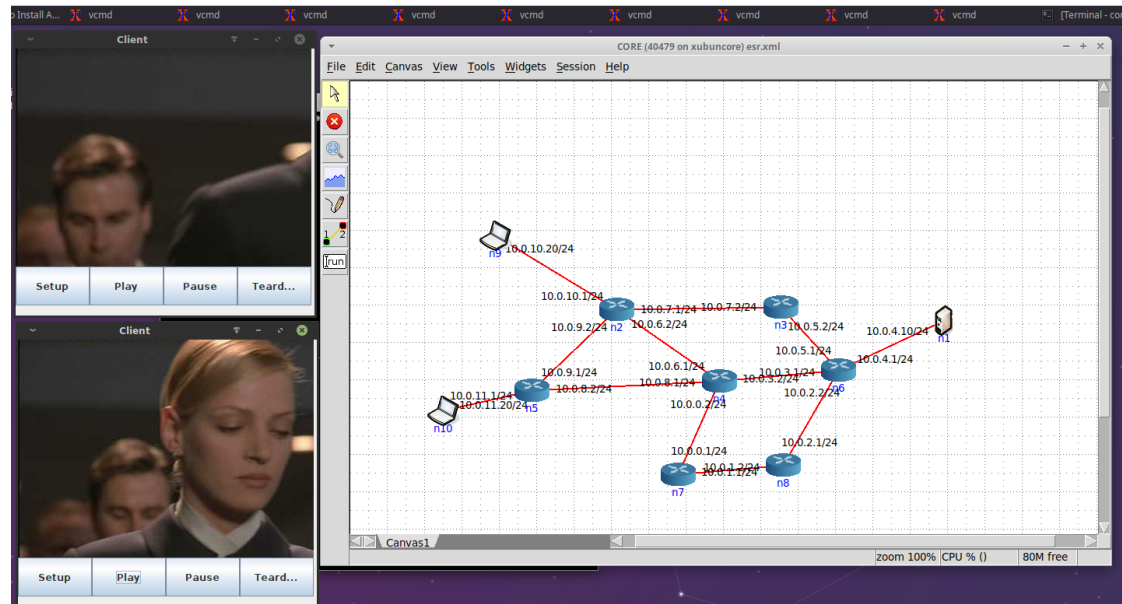 o Install A...
vcmd
vcmd
vcmd
vcmd
vcmd
vcmd
vcmd
vcmd
vcmd
[Terminal - cor
Client
Setup
Play
Pause
Teard...
Client
Setup
Play
Pause
Teard...
CORE (40479 on xubuncore) esr.xml
File Edit Canvas View Tools Widgets Session Help
1 2
run
10.0.10.20/24
n9
10.0.10.1/24
n2
10.0.7.1/24
10.0.7.2/24
10.0.9.2/24
10.0.6.2/24
n3
10.0.5.2/24
10.0.4.10/24
n1
10.0.5.1/24
10.0.4.1/24
10.0.6.1/24
10.0.3.1/24
10.0.3.2/24
n6
10.0.9.1/24
10.0.8.2/24
10.0.8.1/24
n4
10.0.2.2/24
10.0.11.1/24
10.0.11.20/24
n5
n10
10.0.0.2/24
10.0.2.1/24
10.0.0.1/24
10.0.1.2/24
10.0.1.1/24
n7
n8
Canvas1
zoom 100%
CPU % ()
80M free